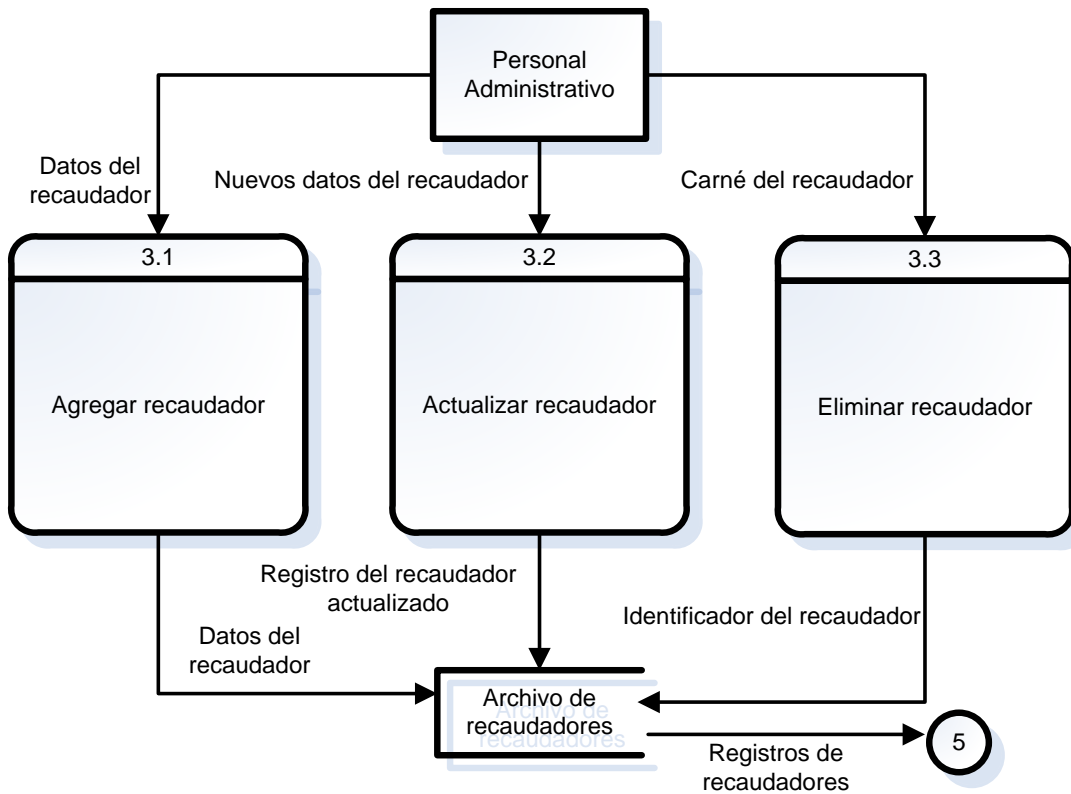 Personal
Administrativo
Datos del
recaudador
Nuevos datos del recaudador
Carné del recaudador
3.1
3.2
3.3
Agregar recaudador
Actualizar recaudador
Eliminar recaudador
Registro del recaudador
actualizado
Datos del
recaudador
Identificador del recaudador
Archivo de
recaudadores
5
Registros de
recaudadores